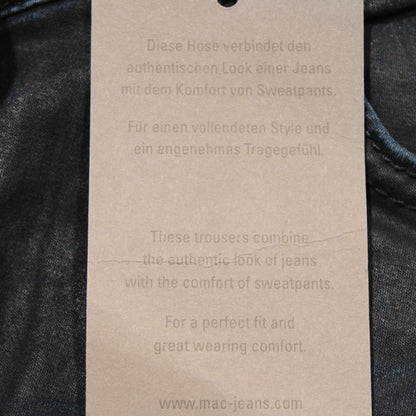 Diese Hose verbindet den
authentischen Look einer Jeans
mit dem Komfort von Sweatpants.
Für einen vollendeten Style und
ein angenehmes Tragegefühl.
These trousers combine
the authentic look of jeans
with the comfort of sweatpants.
For a perfect fit and
great wearing comfort.
www.mac-jeans.com